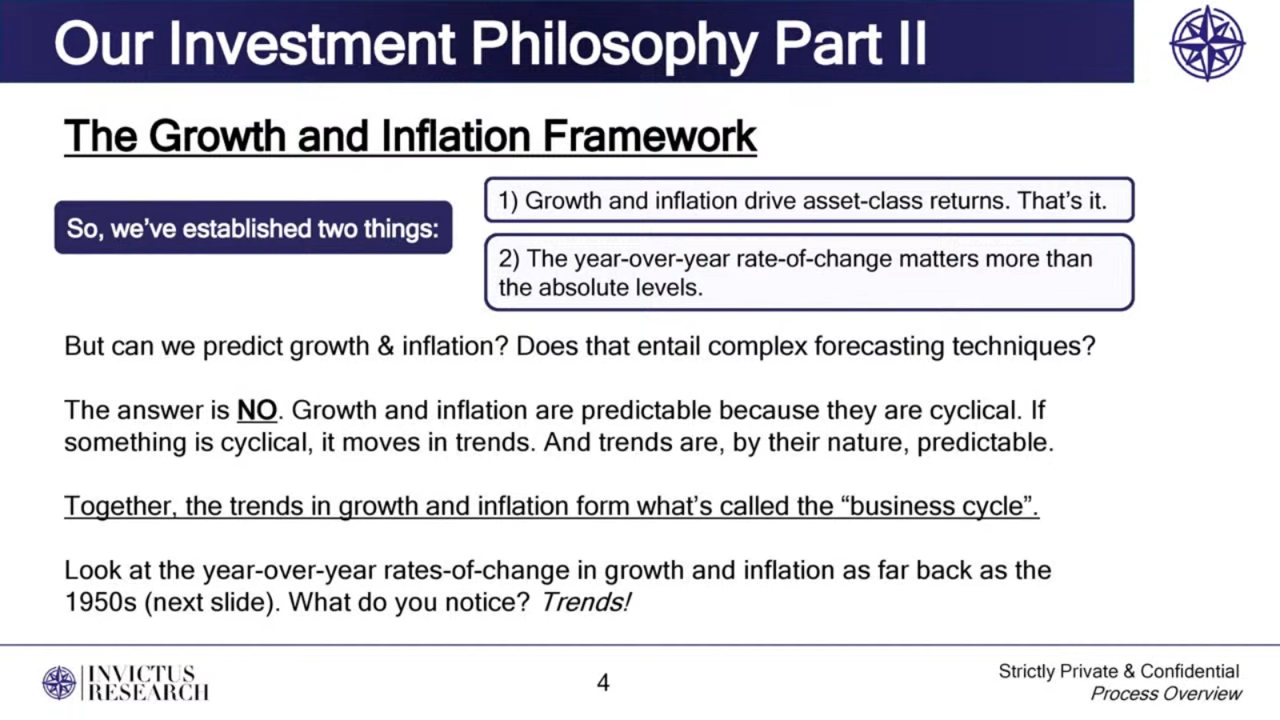 Our Investment Philosophy Part II
The Growth and Inflation Framework
So, we've established two things:
1) Growth and inflation drive asset-class returns. That's it.
2) The year-over-year rate-of-change matters more than
the absolute levels.
But can we predict growth & inflation? Does that entail complex forecasting techniques?
The answer is NO. Growth and inflation are predictable because they are cyclical. If
something is cyclical, it moves in trends. And trends are, by their nature, predictable.
Together, the trends in growth and inflation form what's called the “business cycle”.
Look at the year-over-year rates-of-change in growth and inflation as far back as the
1950s (next slide). What do you notice? Trends!
INVICTUS
RESEARCH
4
Strictly Private & Confidential
Process Overview